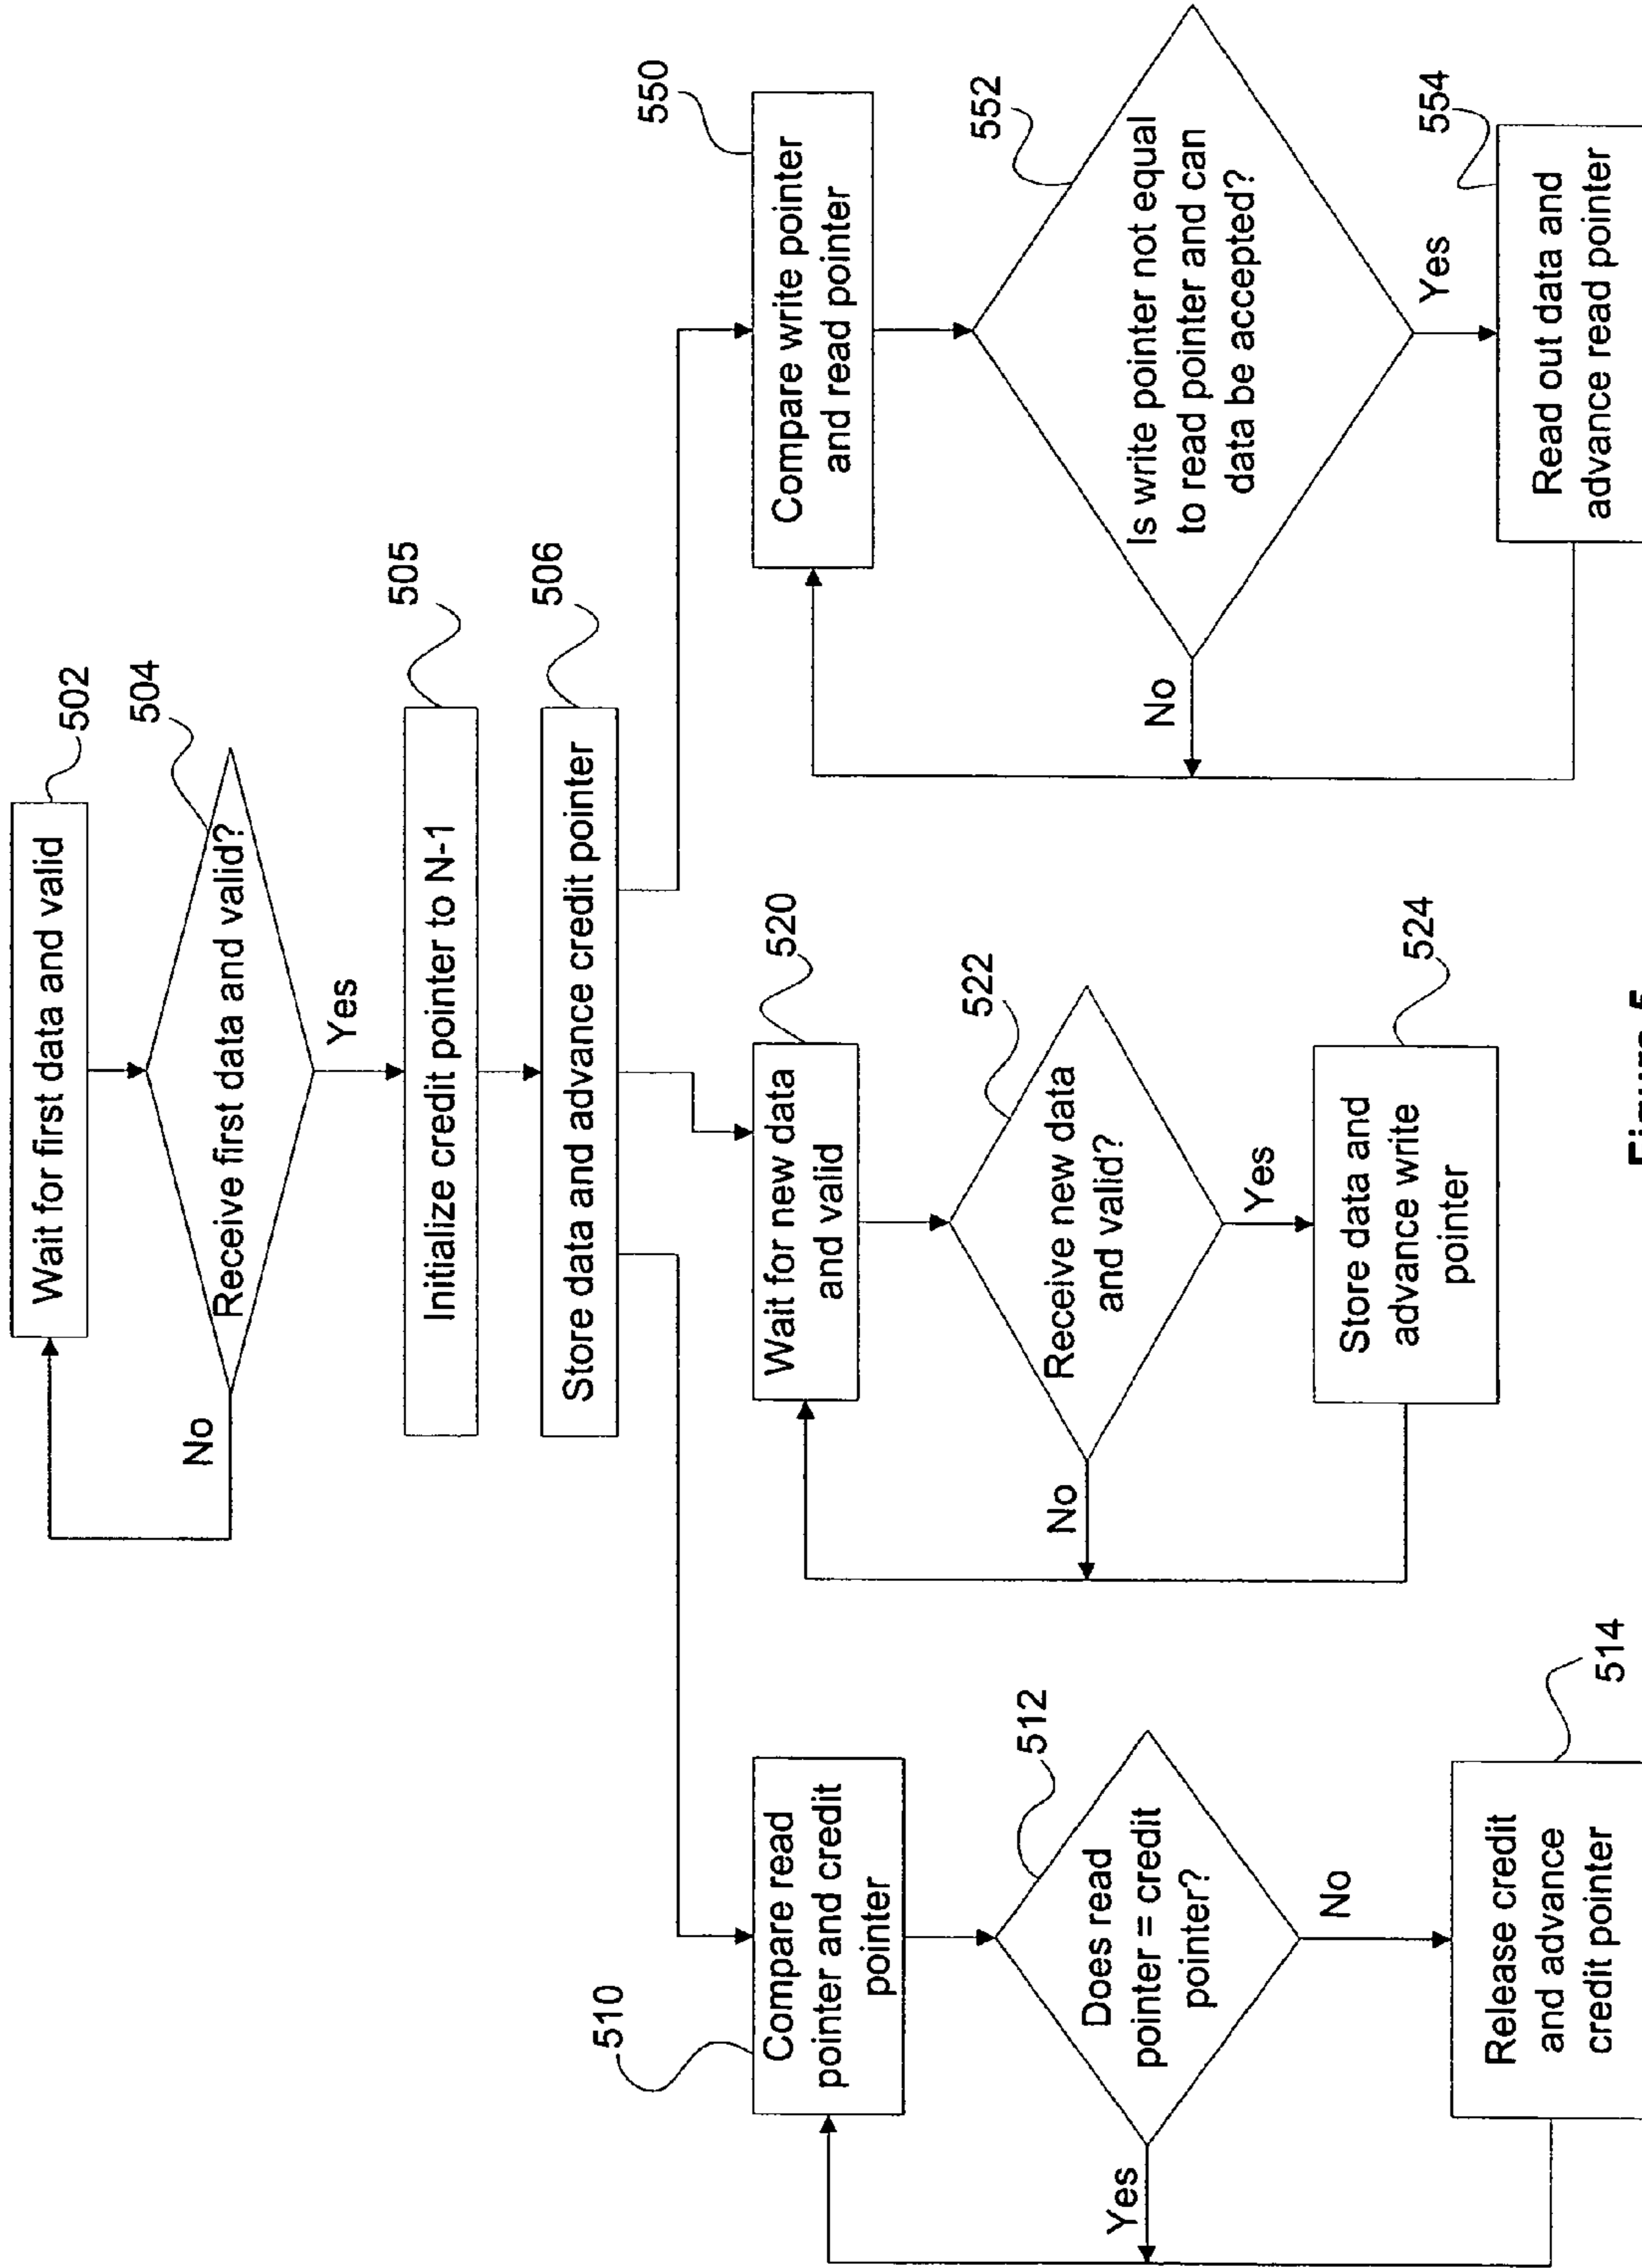 Wait for first data and valid
502
504
Receive first data and valid?
No
Yes
505
Initialize credit pointer to N-1
506
Store data and advance credit pointer
510
Compare read
pointer and credit
pointer
512
Does read
pointer = credit
pointer?
Yes
No
514
Release credit
and advance
credit pointer
520
Wait for new data
and valid
522
Receive new data
and valid?
No
Yes
524
Store data and
advance write
pointer
550
Compare write pointer
and read pointer
552
Is write pointer not equal
to read pointer and can
data be accepted?
No
Yes
554
Read out data and
advance read pointer
Figure 5